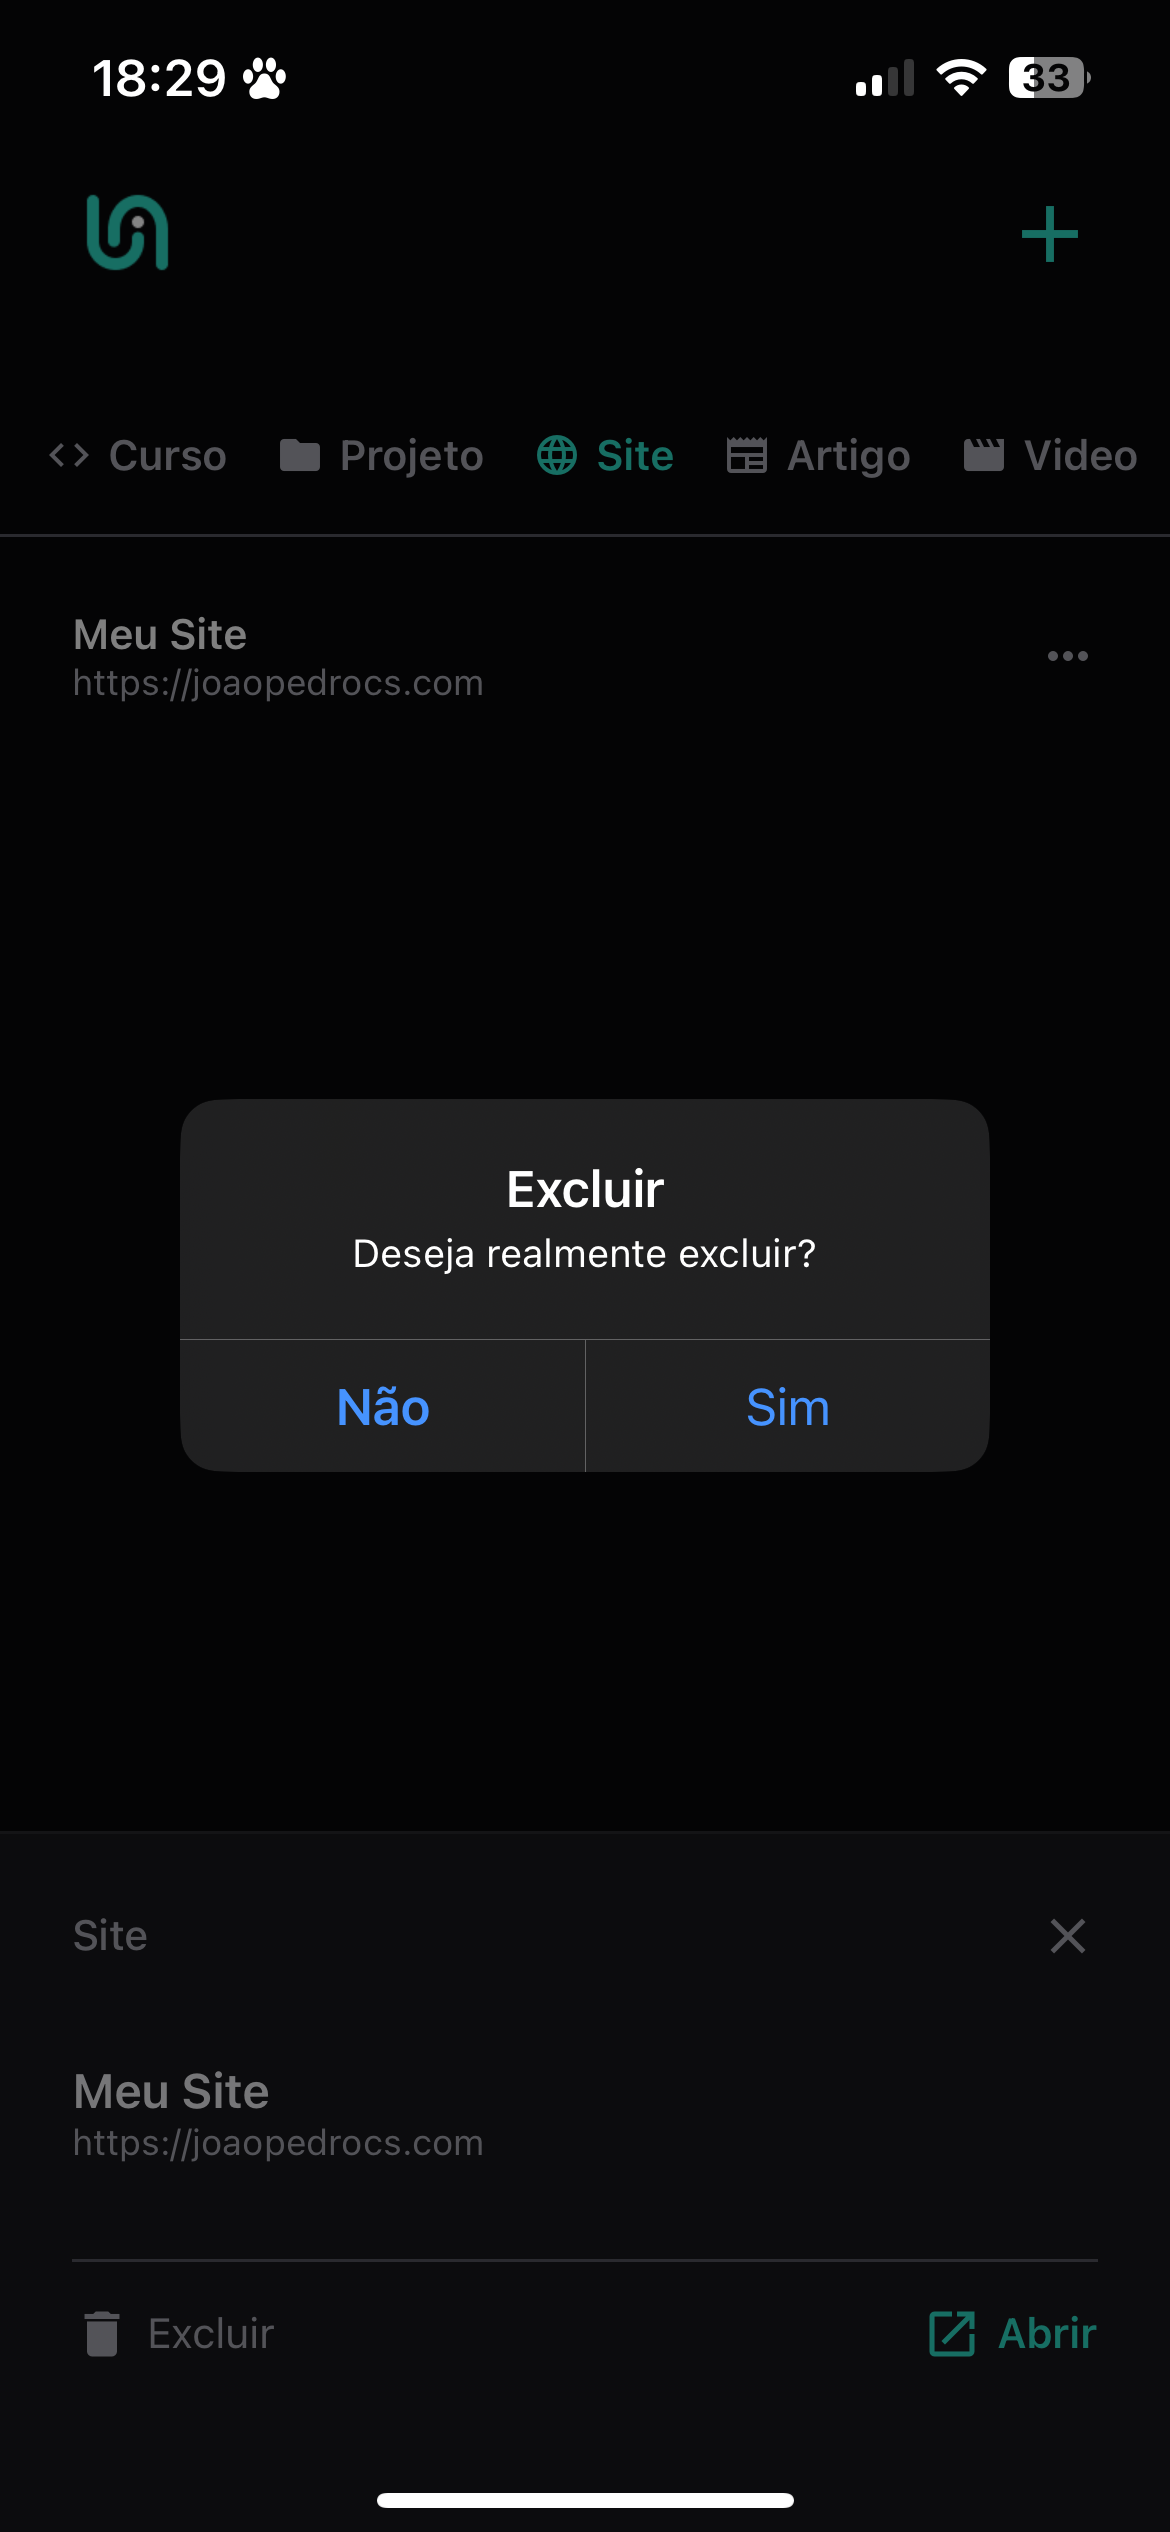 18:29
33
Curso Projeto Site Artigo Video
Meu Site
https://joaopedrocs.com
Excluir
Deseja realmente excluir?
Não Sim
Site
Meu Site
https://joaopedrocs.com
Excluir Abrir